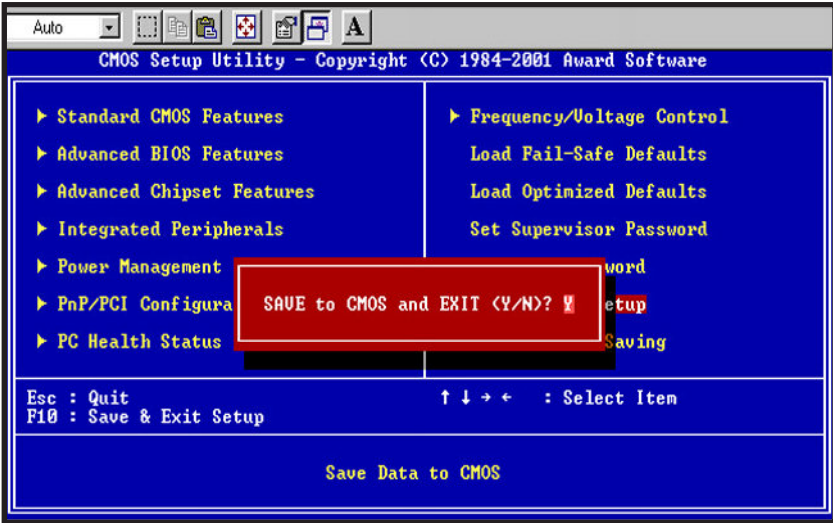 Auto
A
CMOS Setup Utility - Copyright (C) 1984-2001 Award Software
Standard CMOS Features
Advanced BIOS Features
Advanced Chipset Features
Integrated Peripherals
Power Management
PnP/PCI Configura
PC Health Status
Frequency/Voltage Control
Load Fail-Safe Defaults
Load Optimized Defaults
Set Supervisor Password
word
etup
Saving
SAVE to CMOS and EXIT (Y/N)? Y
Esc : Quit
F10 : Save & Exit Setup
↑ ↓ → ← : Select Item
Save Data to CMOS